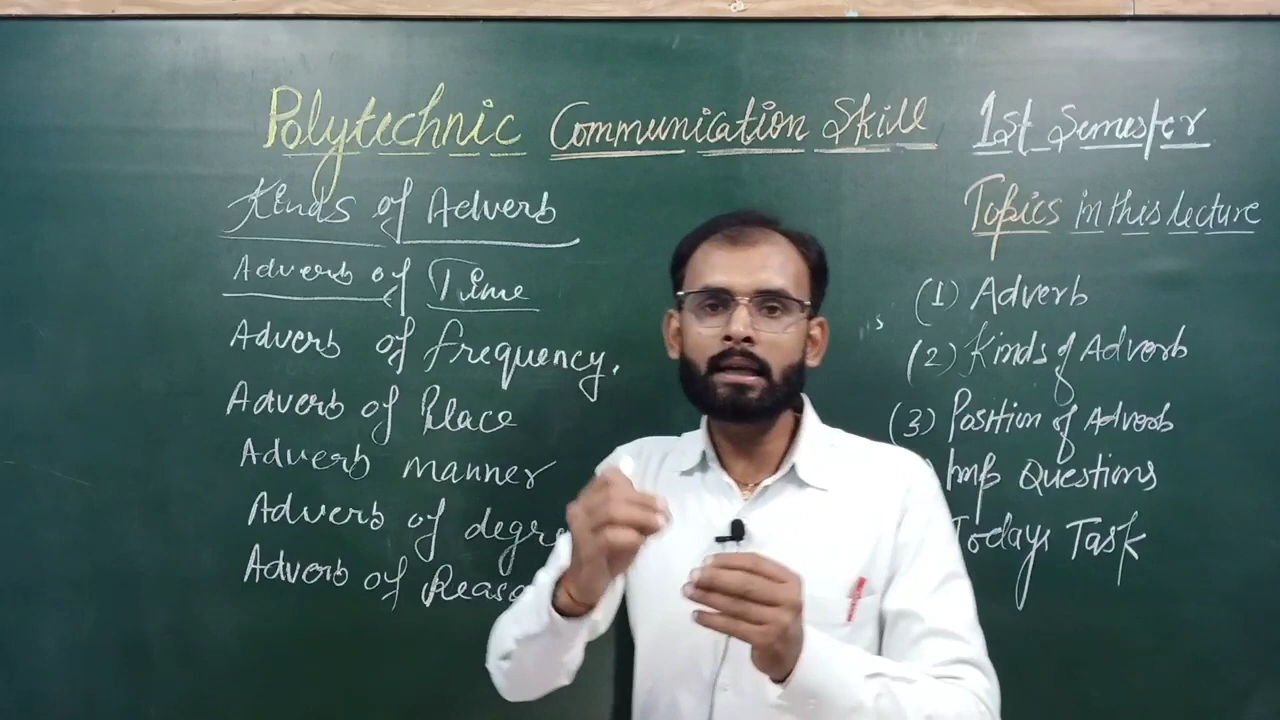 Polytechnic Communication Skill 1st Semester
Kinds of Adverb
Adverb of Time
Adverb of frequency.
Adverb of Place
Adverb manner
Adverb of degre
Adverb of Reaso
Topics in this lecture
(1) Adverb
(2) Kinds of Adverb
(3) Position of Adverb
Imp Questions
Todays Task